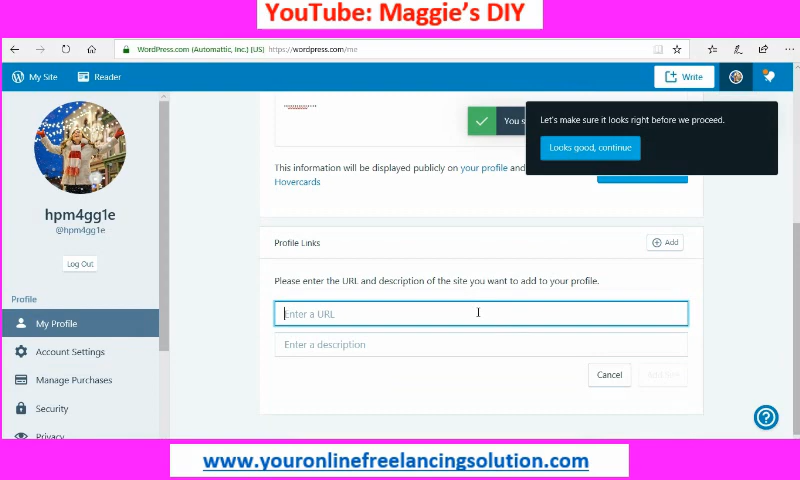 YouTube: Maggie's DIY
WordPress.com (Automattic, Inc.) [US] https://wordpress.com/me
My Site Reader Write
Let's make sure it looks right before we proceed.
You s
Looks good, continue
This information will be displayed publicly on your profile and
Hovercards
hpm4gg1e
@hpm4gg1e
Log Out
Profile
My Profile
Account Settings
Manage Purchases
Security
Privacy
Profile Links Add
Please enter the URL and description of the site you want to add to your profile.
Enter a URL
Enter a description
Cancel Add Site
www.youronlinefreelancingsolution.com